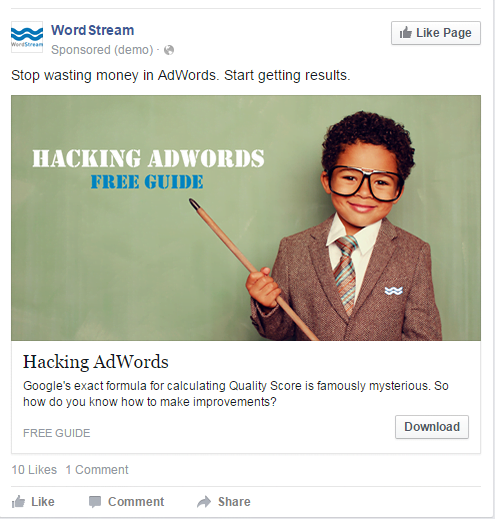 WordStream
Sponsored (demo) ·
WordStream
Like Page
Stop wasting money in AdWords. Start getting results.
HACKING ADWORDS
FREE GUIDE
Hacking AdWords
Google's exact formula for calculating Quality Score is famously mysterious. So
how do you know how to make improvements?
FREE GUIDE
Download
10 Likes 1 Comment
Like Comment Share